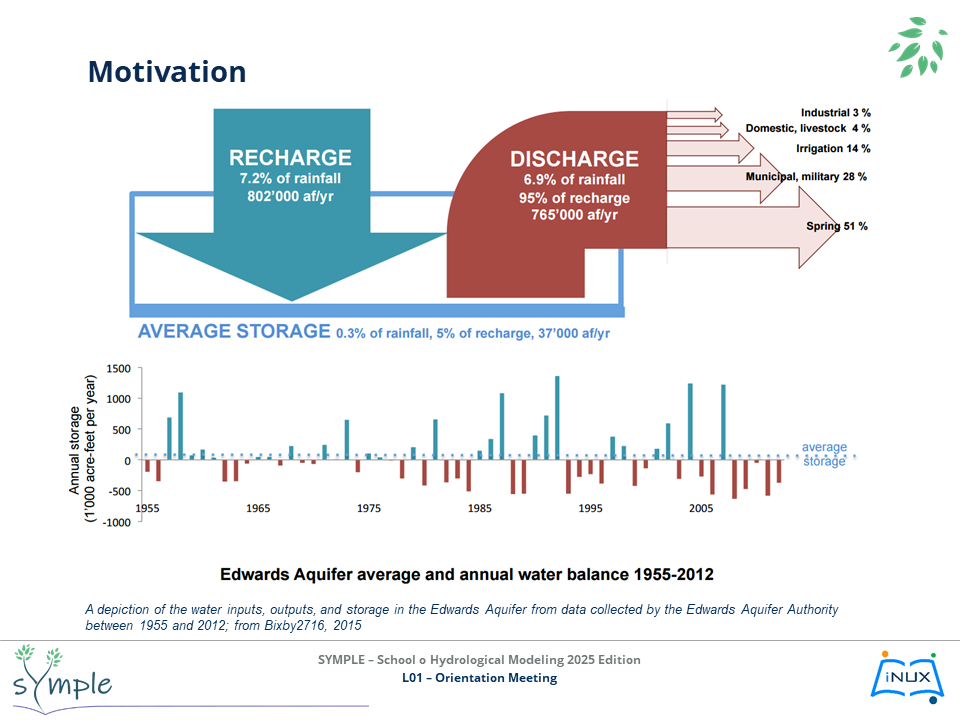 Motivation
RECHARGE
7.2% of rainfall
802’000 af/yr
DISCHARGE
6.9% of rainfall
95% of recharge
765’000 af/yr
Industrial 3 %
Domestic, livestock 4 %
Irrigation 14 %
Municipal, military 28 %
Spring 51 %
AVERAGE STORAGE 0.3% of rainfall, 5% of recharge, 37’000 af/yr
Annual storage
(1’000 acre-feet per year)
1500
1000
500
0
-500
-1000
1955
1965
1975
1985
1995
2005
average
storage
Edwards Aquifer average and annual water balance 1955-2012
A depiction of the water inputs, outputs, and storage in the Edwards Aquifer from data collected by the Edwards Aquifer Authority
between 1955 and 2012; from Bixby2716, 2015
sYmple
SYMPLE – School o Hydrological Modeling 2025 Edition
L01 – Orientation Meeting
iNUX